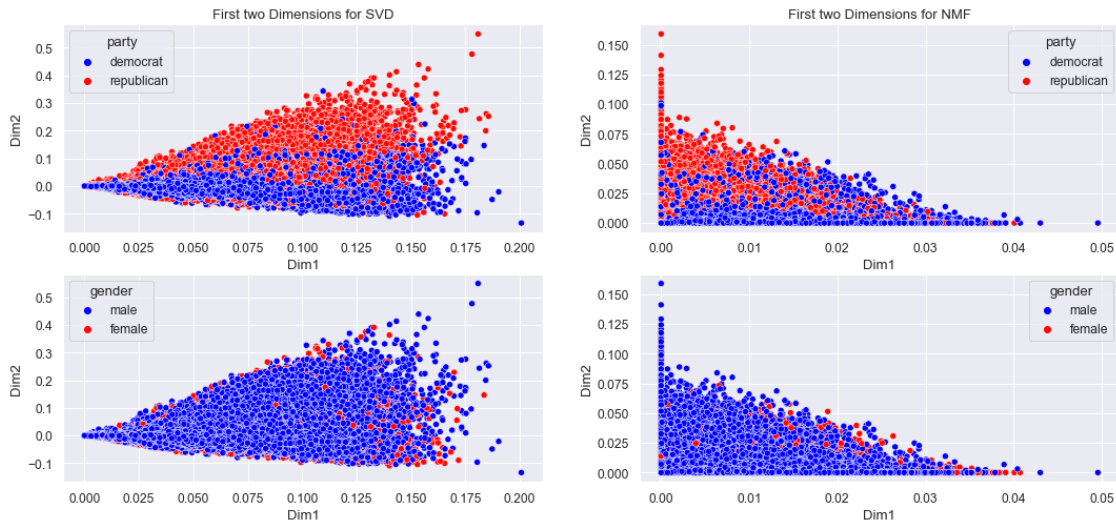 First two Dimensions for SVD
party
democrat
republican
0.5
0.4
0.3
0.2
0.1
0.0
−0.1
Dim2
0.000 0.025 0.050 0.075 0.100 0.125 0.150 0.175 0.200
Dim1
First two Dimensions for NMF
party
democrat
republican
0.150
0.125
0.100
0.075
0.050
0.025
0.000
Dim2
0.00 0.01 0.02 0.03 0.04 0.05
Dim1
gender
male
female
0.5
0.4
0.3
0.2
0.1
0.0
−0.1
Dim2
0.000 0.025 0.050 0.075 0.100 0.125 0.150 0.175 0.200
Dim1
gender
male
female
0.150
0.125
0.100
0.075
0.050
0.025
0.000
Dim2
0.00 0.01 0.02 0.03 0.04 0.05
Dim1